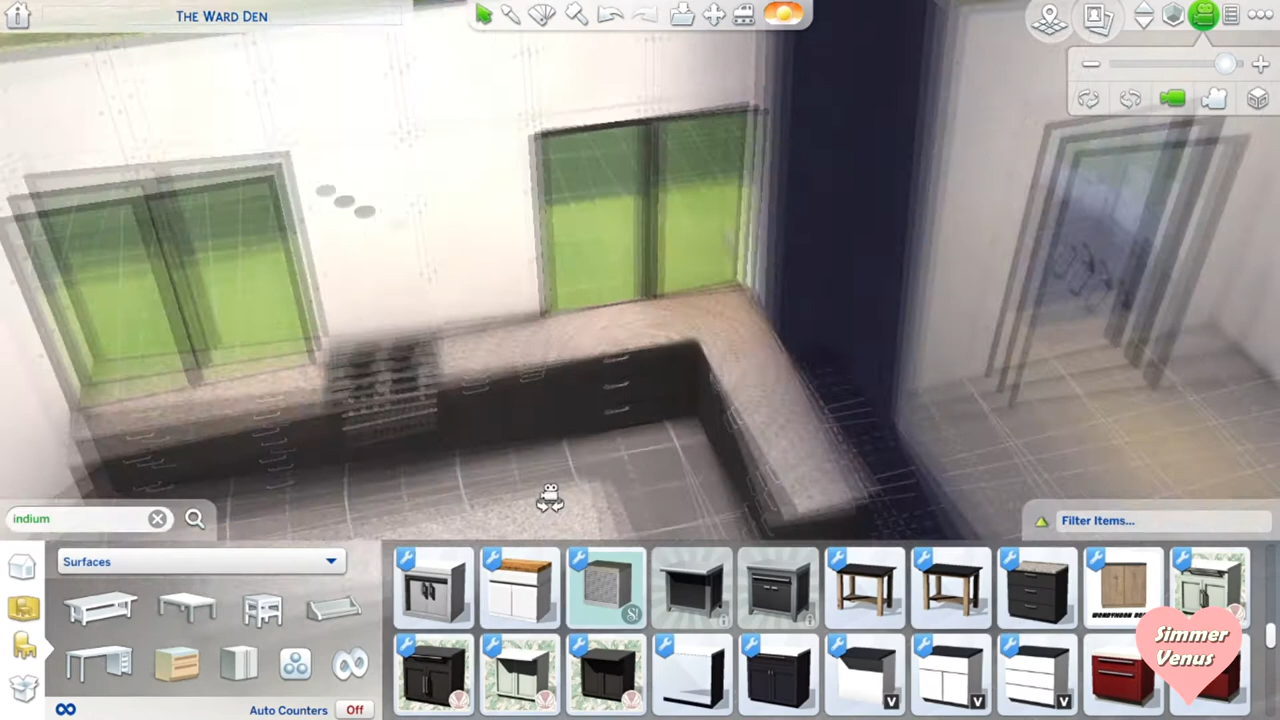 THE WARD DEN
indium
Filter Items...
Surfaces
Simmer
Venus
V
V
V
Auto Counters
Off